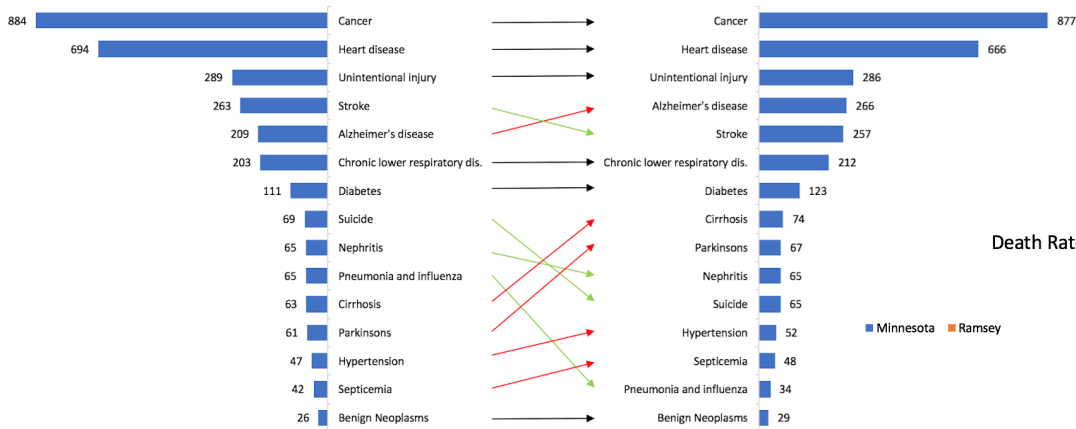 884 Cancer Cancer 877
694 Heart disease Heart disease 666
289 Unintentional injury Unintentional injury 286
263 Stroke Alzheimer's disease 266
209 Alzheimer's disease Stroke 257
203 Chronic lower respiratory dis. Chronic lower respiratory dis. 212
111 Diabetes Diabetes 123
69 Suicide Cirrhosis 74
65 Nephritis Parkinsons 67
Death Rat
65 Pneumonia and influenza Nephritis 65
63 Cirrhosis Suicide 65
61 Parkinsons Hypertension 52
Minnesota Ramsey
47 Hypertension Septicemia 48
42 Septicemia Pneumonia and influenza 34
26 Benign Neoplasms Benign Neoplasms 29